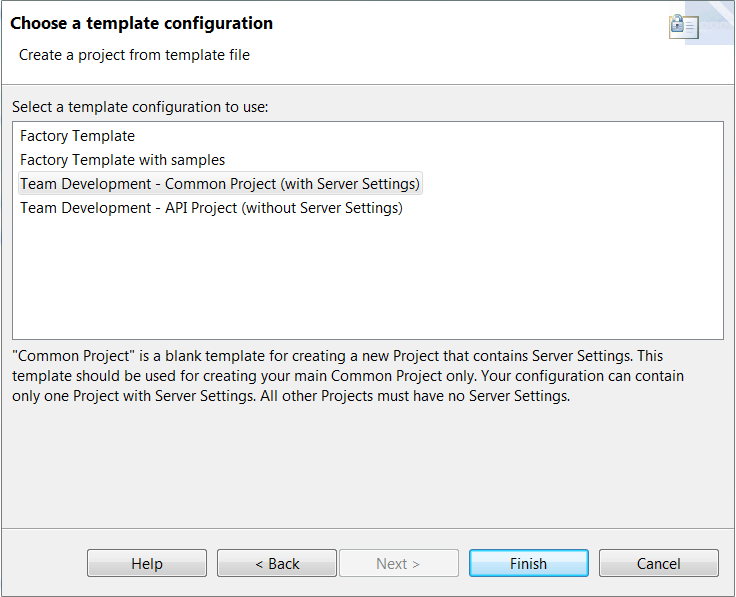 Choose a template configuration
Create a project from template file
Select a template configuration to use:
Factory Template
Factory Template with samples
Team Development - Common Project (with Server Settings)
Team Development - API Project (without Server Settings)
"Common Project" is a blank template for creating a new Project that contains Server Settings. This
template should be used for creating your main Common Project only. Your configuration can contain
only one Project with Server Settings. All other Projects must have no Server Settings.
Help
< Back
Next >
Finish
Cancel